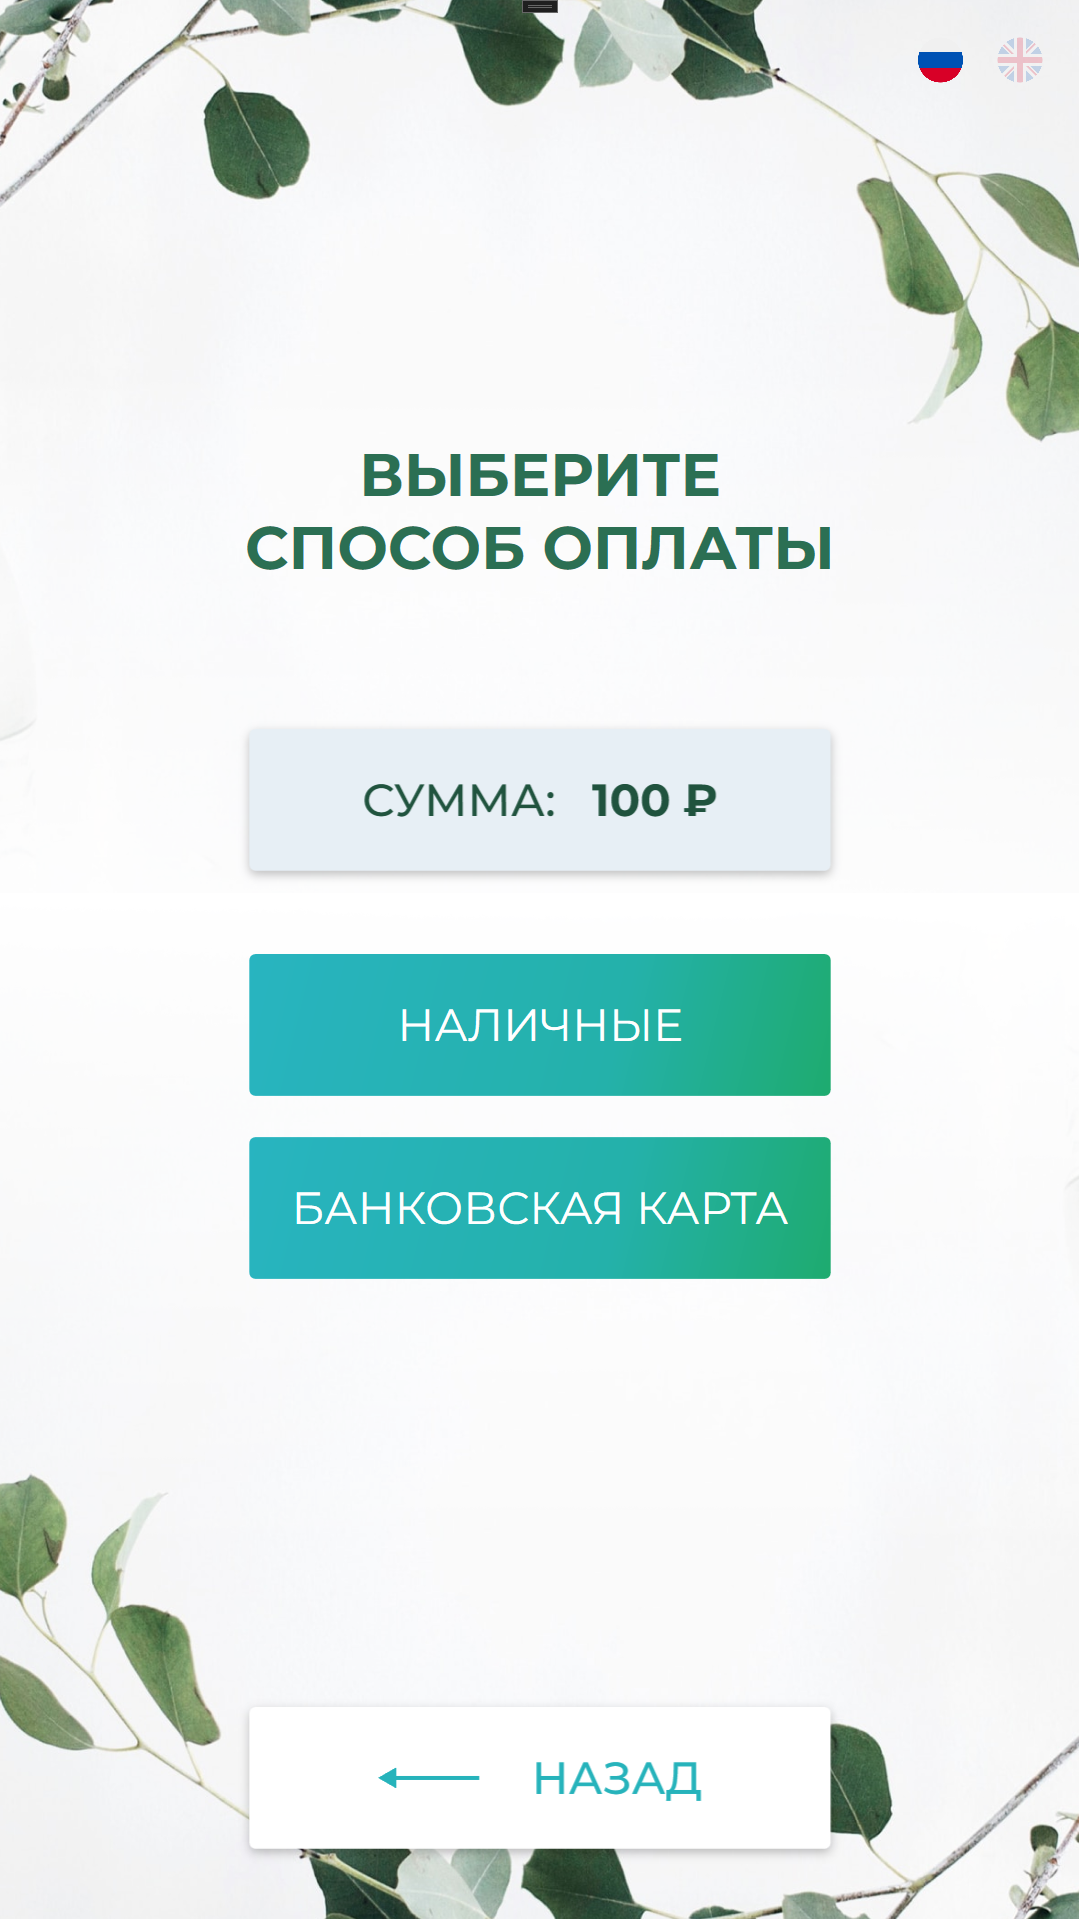 ВЫБЕРИТЕ
СПОСОБ ОПЛАТЫ
СУММА: 100 ₽
НАЛИЧНЫЕ
БАНКОВСКАЯ КАРТА
НАЗАД